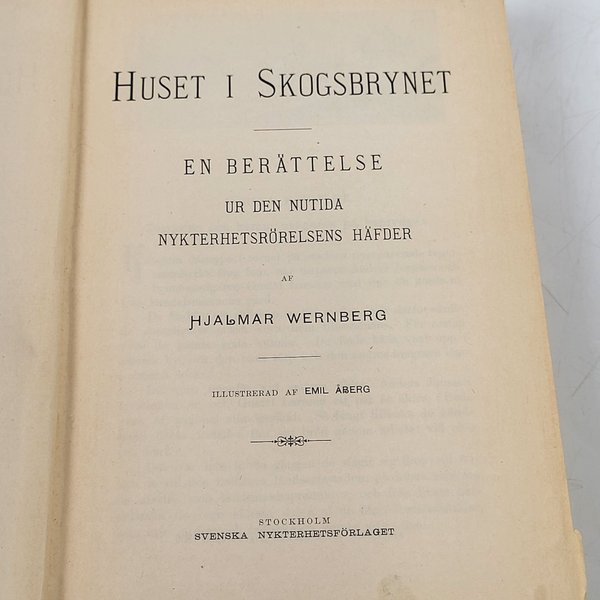 HUSET I SKOGSBRYNET
EN BERÄTTELSE
UR DEN NUTIDA
NYKTERHETSRÖRELSENS HÄFDER
AF
HJALMAR WERNBERG
ILLUSTRERAD AF EMIL ÅBERG
STOCKHOLM
SVENSKA NYKTERHETSFÖRLAGET